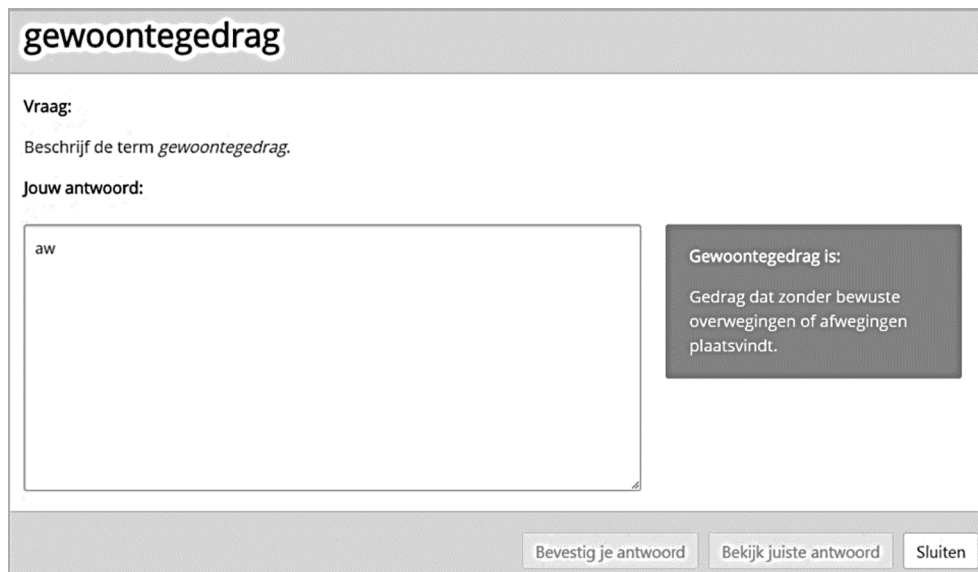 gewoontegedrag
Vraag:
Beschrijf de term gewoontegedrag.
Jouw antwoord:
aw
Gewoontegedrag is:
Gedrag dat zonder bewuste
overwegingen of afwegingen
plaatsvindt.
Bevestig je antwoord
Bekijk juiste antwoord
Sluiten